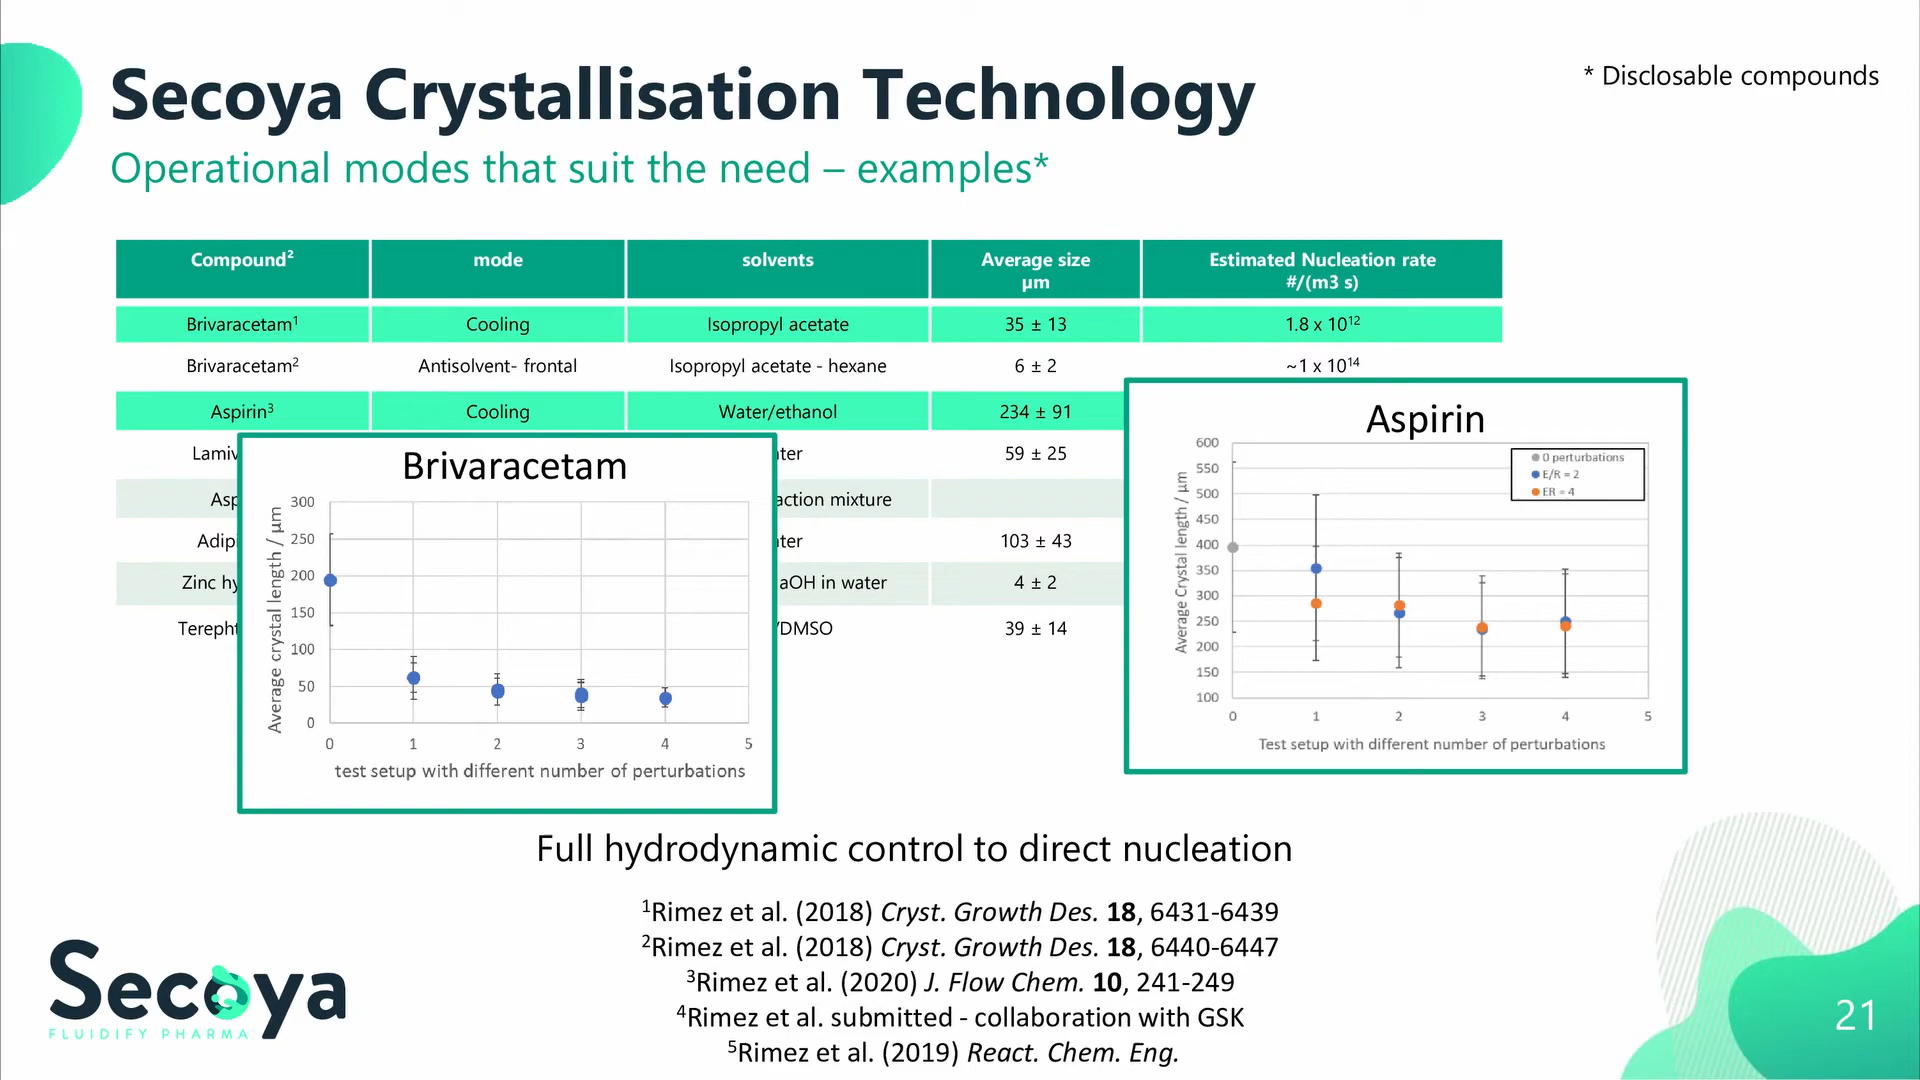 Secoya Crystallisation Technology
* Disclosable compounds
Operational modes that suit the need – examples*
Compound² mode solvents Average size µm Estimated Nucleation rate #/(m3 s)
Brivaracetam¹ Cooling Isopropyl acetate 35 ± 13 1.8 x 10¹²
Brivaracetam² Antisolvent- frontal Isopropyl acetate - hexane 6 ± 2 ~1 x 10¹⁴
Aspirin³ Cooling Water/ethanol 234 ± 91
59 ± 25
action mixture
103 ± 43
in water 4 ± 2
/DMSO 39 ± 14
Brivaracetam
Average crystal length / µm
300
250
200
150
100
50
0
0 1 2 3 4 5
test setup with different number of perturbations
Aspirin
Average Crystal length / µm
600
550
500
450
400
350
300
250
200
150
100
0 perturbations
E/R = 2
ER = 4
0 1 2 3 4 5
Test setup with different number of perturbations
Full hydrodynamic control to direct nucleation
¹Rimez et al. (2018) Cryst. Growth Des. 18, 6431-6439
²Rimez et al. (2018) Cryst. Growth Des. 18, 6440-6447
³Rimez et al. (2020) J. Flow Chem. 10, 241-249
⁴Rimez et al. submitted - collaboration with GSK
⁵Rimez et al. (2019) React. Chem. Eng.
Secoya
FLUIDIFY PHARMA
21